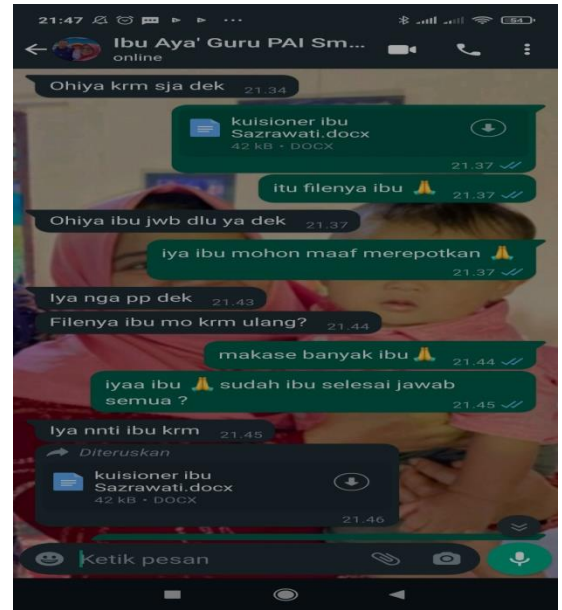 21:47
54
Ibu Aya' Guru PAI Sm...
online
Ohiya krm sja dek 21.34
kuisioner ibu
Sazrawati.docx
42 kB • DOCX
21.37
itu filenya ibu 🙏 21.37
Ohiya ibu jwb dlu ya dek 21.37
iya ibu mohon maaf merepotkan 🙏
21.37
Iya nga pp dek 21.43
Filenya ibu mo krm ulang? 21.44
makase banyak ibu 🙏 21.44
iyaa ibu 🙏 sudah ibu selesai jawab
semua ?
21.45
Iya nnti ibu krm 21.45
Diteruskan
kuisioner ibu
Sazrawati.docx
42 kB • DOCX
21.46
Ketik pesan